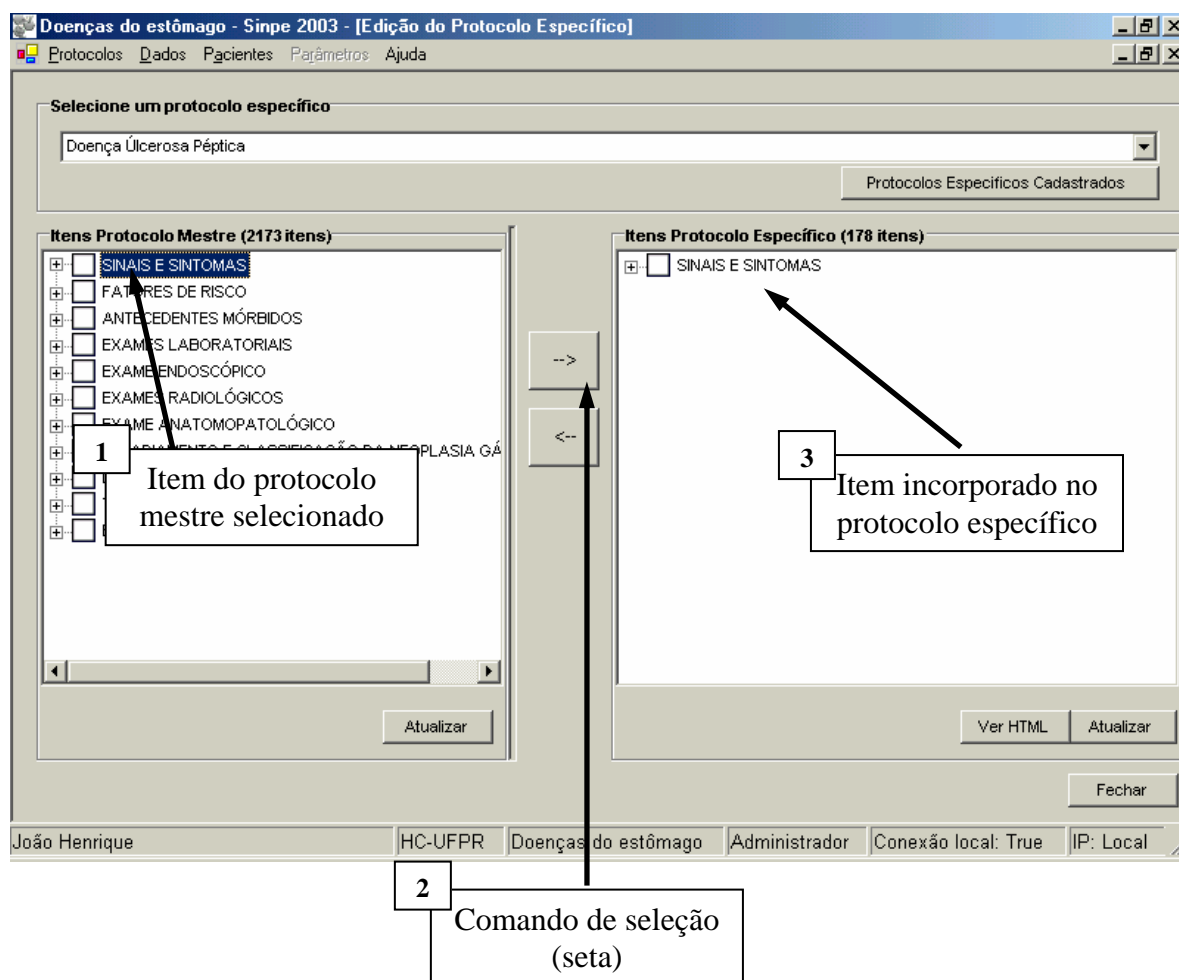 Doenças do estômago - Sinpe 2003 - [Edição do Protocolo Específico]
Protocolos Dados Pacientes Parâmetros Ajuda
Selecione um protocolo específico
Doença Úlcerosa Péptica
Protocolos Especificos Cadastrados
Itens Protocolo Mestre (2173 itens)
SINAIS E SINTOMAS
FATORES DE RISCO
ANTECEDENTES MÓRBIDOS
EXAMES LABORATORIAIS
EXAME ENDOSCÓPICO
EXAMES RADIOLÓGICOS
EXAME ANATOMOPATOLÓGICO
E CLASSIFICAÇÃO DA NEOPLASIA GÁ
1
Item do protocolo
mestre selecionado
Atualizar
-->
<--
Itens Protocolo Específico (178 itens)
SINAIS E SINTOMAS
3
Item incorporado no
protocolo específico
Ver HTML Atualizar
Fechar
João Henrique HC-UFPR Doenças do estômago Administrador Conexão local: True IP: Local
2
Comando de seleção
(seta)